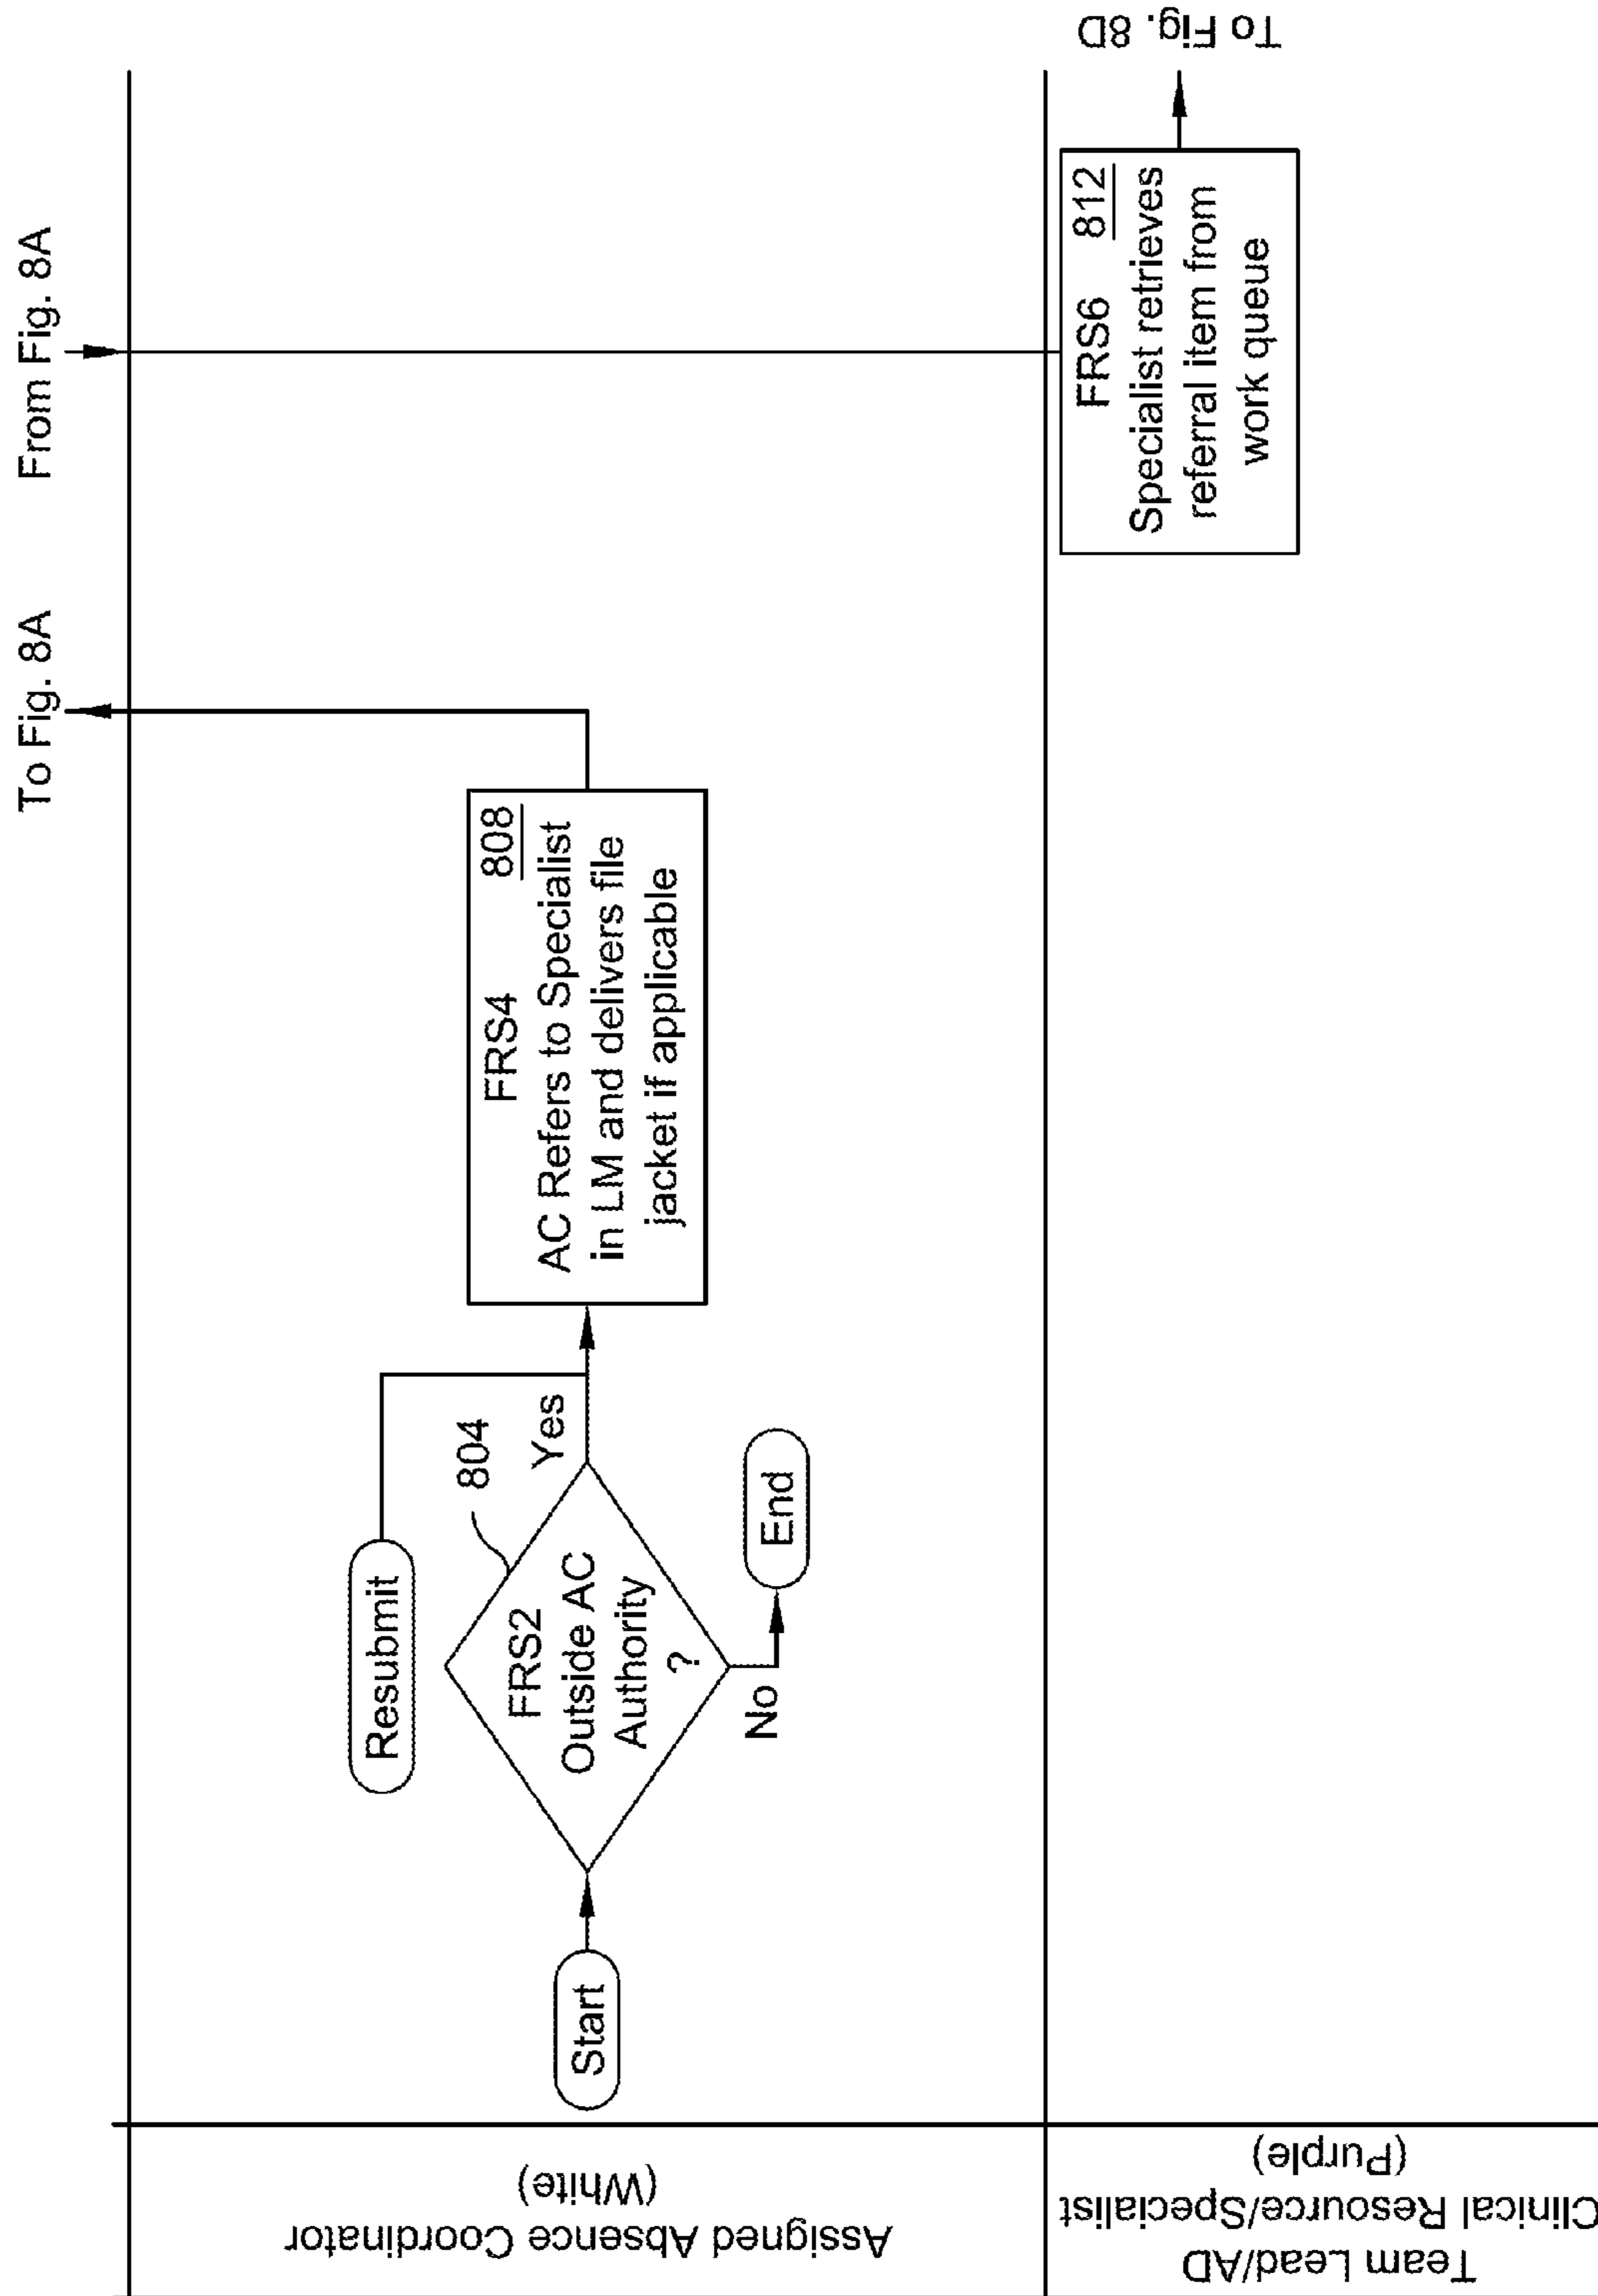 To Fig. 8A
From Fig. 8A
Assigned Absence Coordinator
(White)
Start
Resubmit
804
FRS2
Outside AC
Authority
?
Yes
No
End
FRS4 808
AC Refers to Specialist
in LM and delivers file
jacket if applicable
Team Lead/AD
Clinical Resource/Specialist
(Purple)
FRS6 812
Specialist retrieves
referral item from
work queue
To Fig. 8D